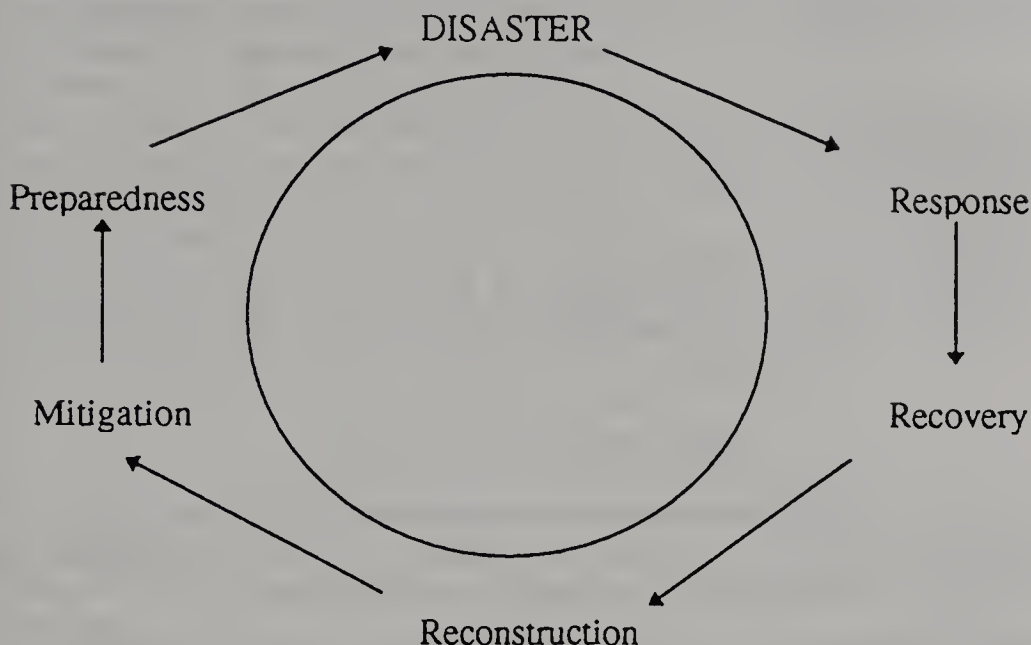 DISASTER
Preparedness
Response
Mitigation
Recovery
Reconstruction